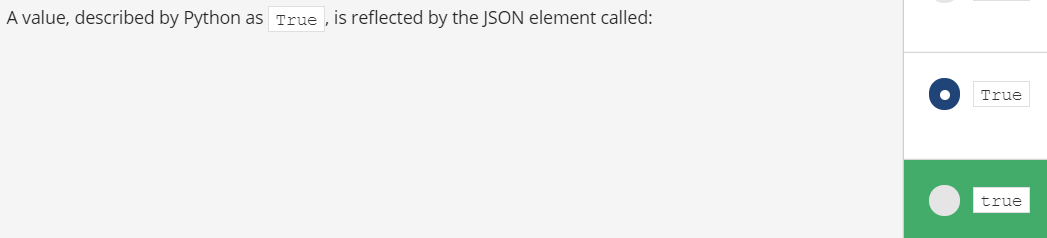 A value, described by Python as True , is reflected by the JSON element called:
True
true